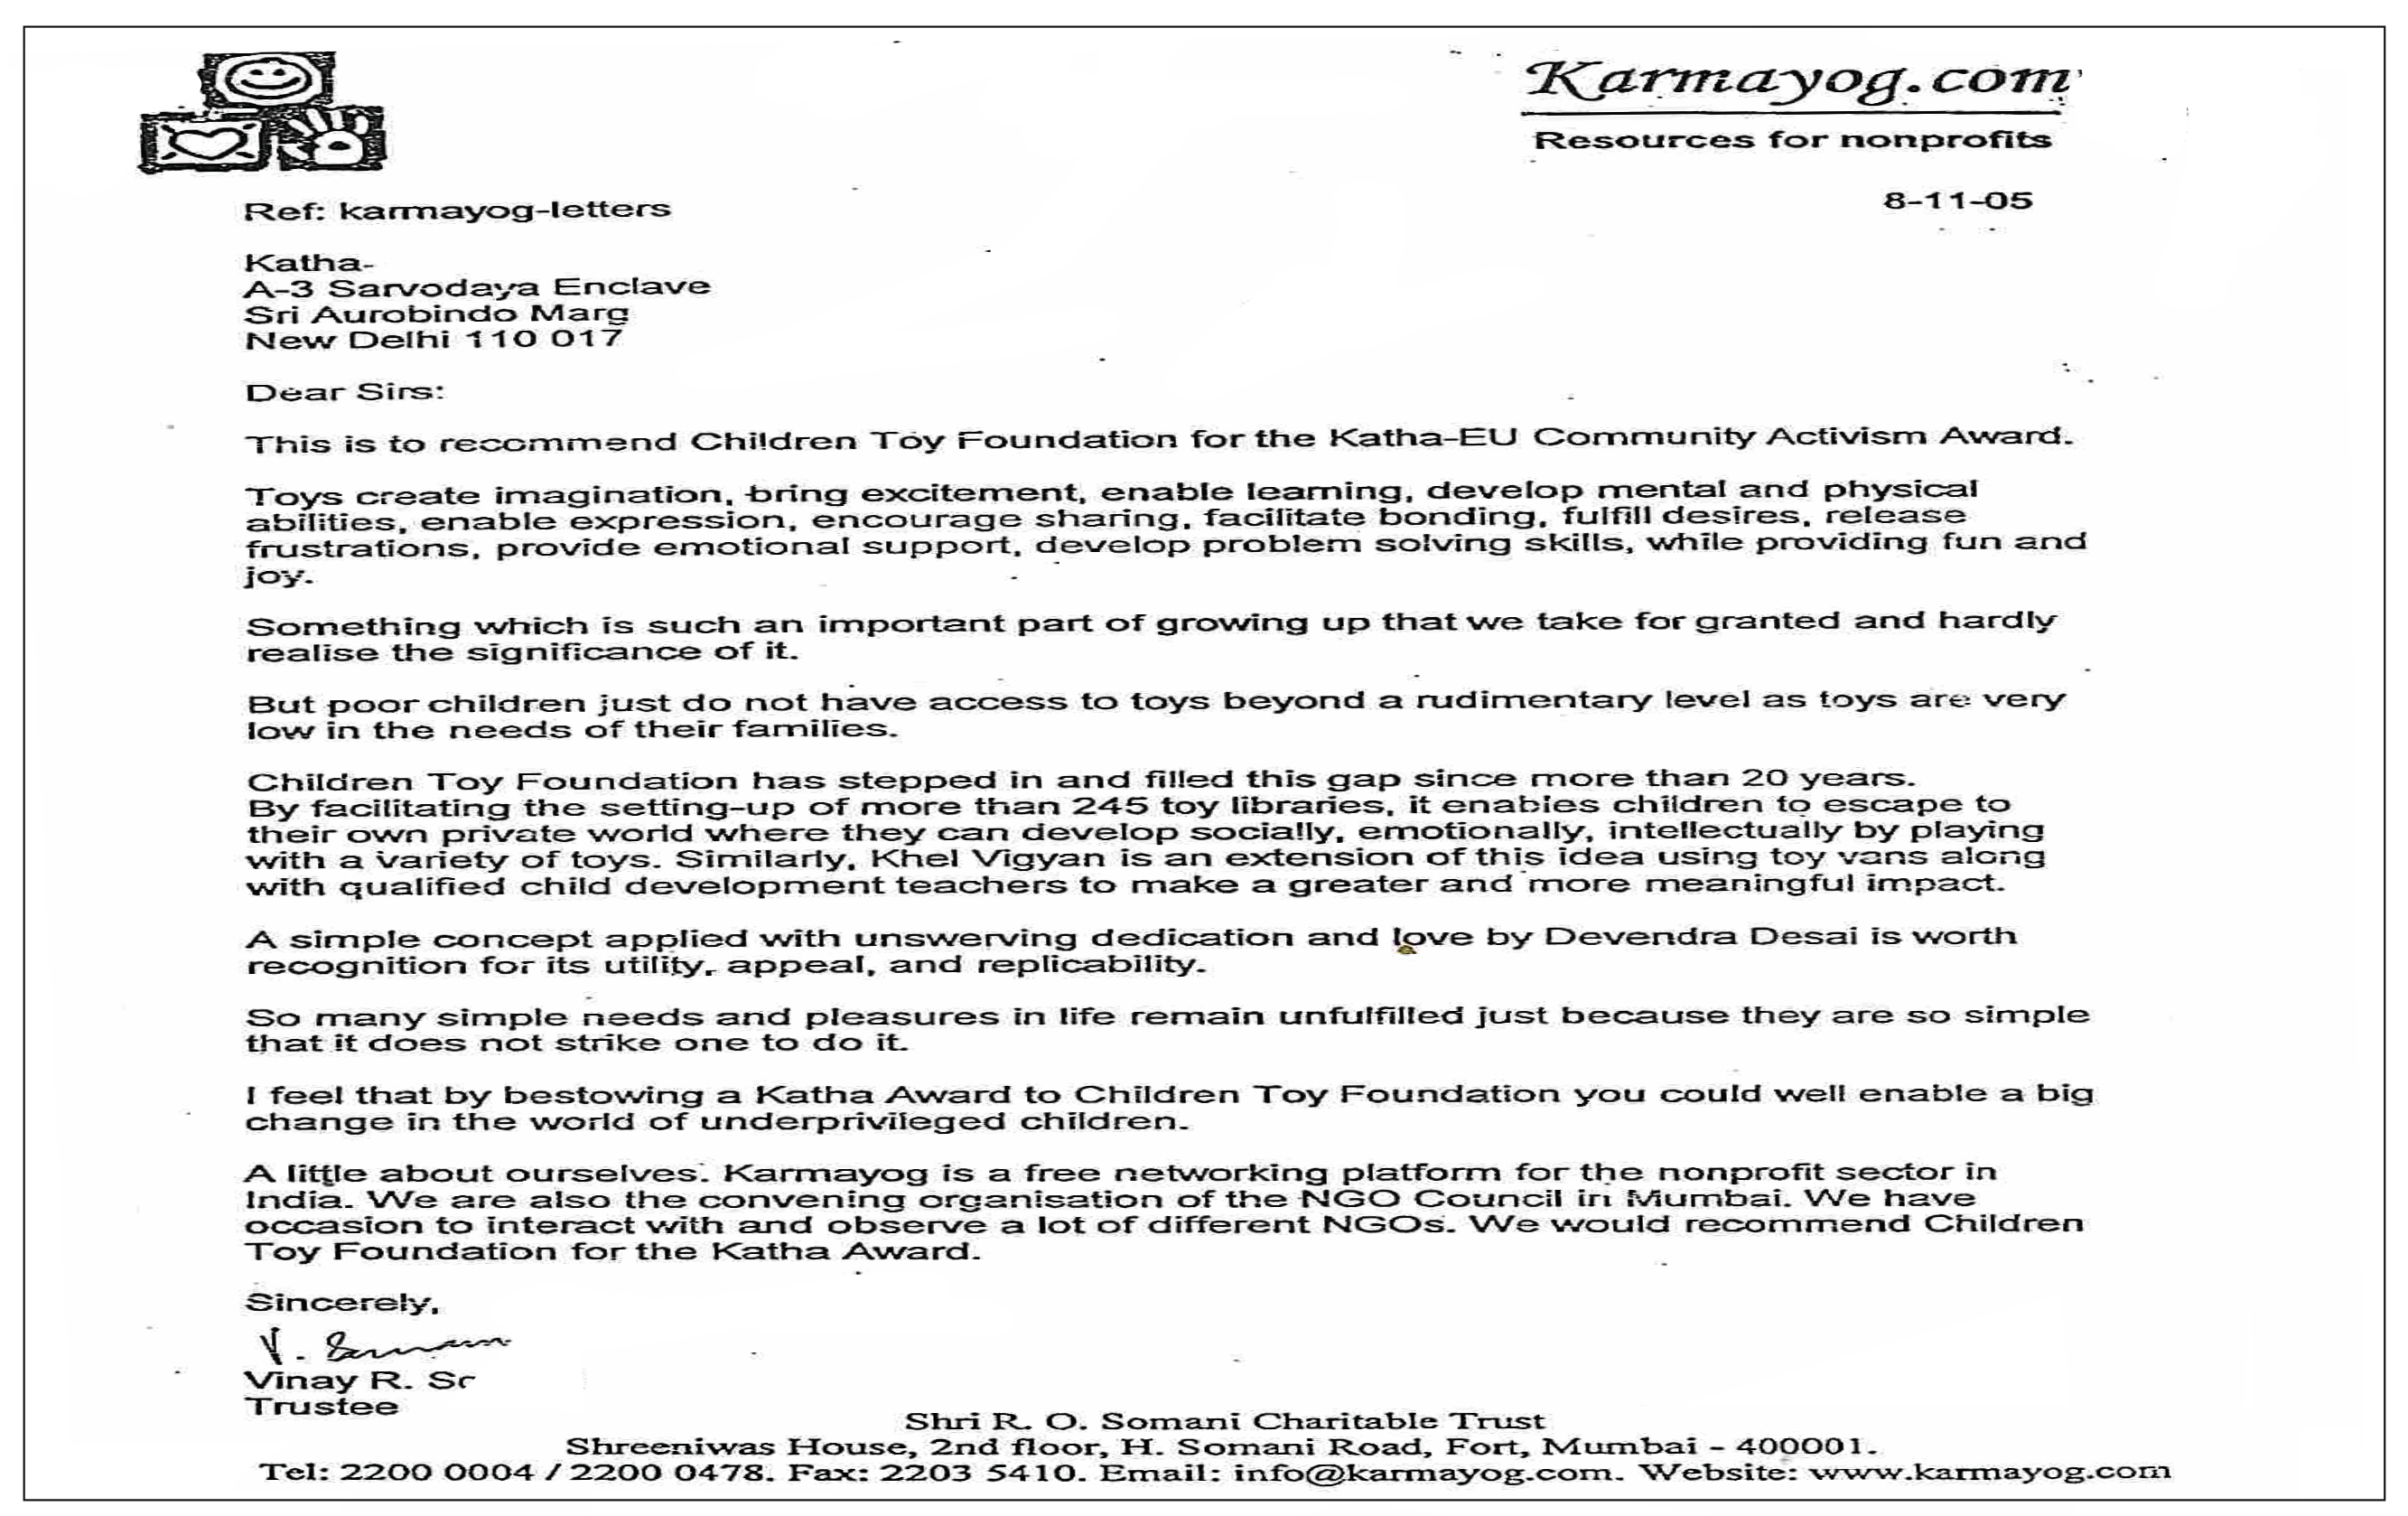 Karmayog.com
Resources for nonprofits
8-11-05
Ref: karmayog-letters
Katha-
A-3 Sarvodaya Enclave
Sri Aurobindo Marg
New Delhi 110 017
Dear Sirs:
This is to recommend Children Toy Foundation for the Katha-EU Community Activism Award.
Toys create imagination, bring excitement, enable learning, develop mental and physical
abilities, enable expression, encourage sharing, facilitate bonding, fulfill desires, release
frustrations, provide emotional support, develop problem solving skills, while providing fun and
joy.
Something which is such an important part of growing up that we take for granted and hardly
realise the significance of it.
But poor children just do not have access to toys beyond a rudimentary level as toys are very
low in the needs of their families.
Children Toy Foundation has stepped in and filled this gap since more than 20 years.
By facilitating the setting-up of more than 245 toy libraries, it enables children to escape to
their own private world where they can develop socially, emotionally, intellectually by playing
with a variety of toys. Similarly, Khel Vigyan is an extension of this idea using toy vans along
with qualified child development teachers to make a greater and more meaningful impact.
A simple concept applied with unswerving dedication and love by Devendra Desai is worth
recognition for its utility, appeal, and replicability.
So many simple needs and pleasures in life remain unfulfilled just because they are so simple
that it does not strike one to do it.
I feel that by bestowing a Katha Award to Children Toy Foundation you could well enable a big
change in the world of underprivileged children.
A little about ourselves. Karmayog is a free networking platform for the nonprofit sector in
India. We are also the convening organisation of the NGO Council in Mumbai. We have
occasion to interact with and observe a lot of different NGOs. We would recommend Children
Toy Foundation for the Katha Award.
Sincerely,
Vinay R.
Trustee
Shri R. O. Somani Charitable Trust
Shreeniwas House, 2nd floor, H. Somani Road, Fort, Mumbai - 400001.
Tel: 2200 0004 / 2200 0478. Fax: 2203 5410. Email: info@karmayog.com. Website: www.karmayog.com